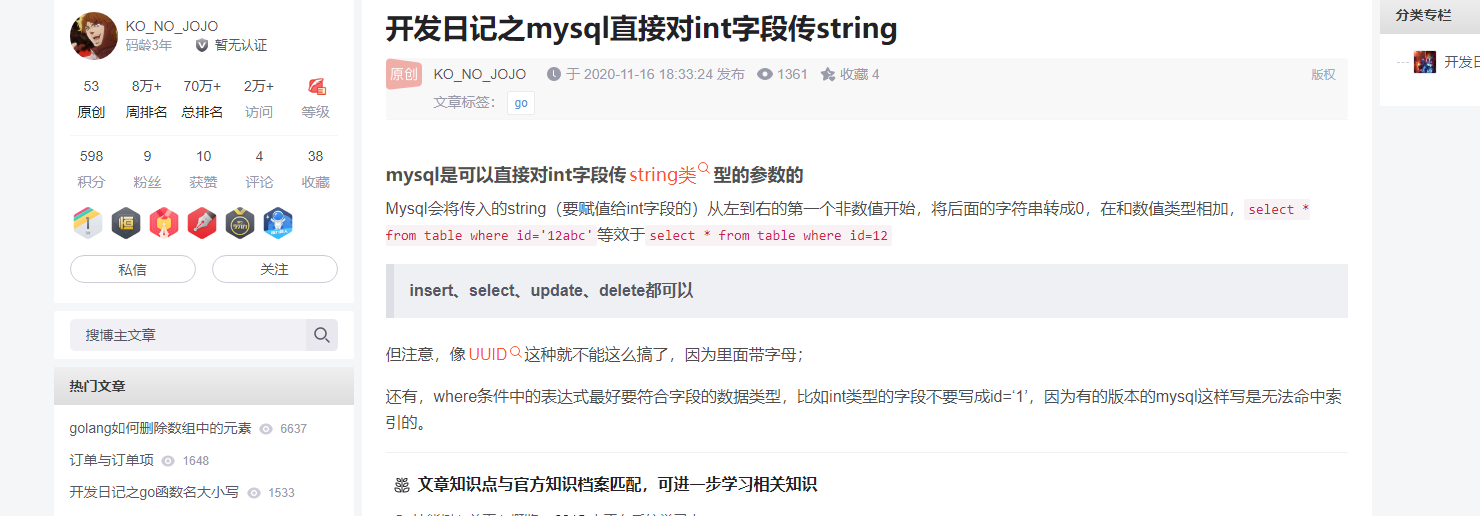 KO_NO_JOJO
码龄3年 暂无认证
53 8万+ 70万+ 2万+
原创 周排名 总排名 访问 等级
598 9 10 4 38
积分 粉丝 获赞 评论 收藏
私信 关注
搜博主文章
热门文章
golang如何删除数组中的元素 6637
订单与订单项 1648
开发日记之go函数名大小写 1533
开发日记之mysql直接对int字段传string
原创 KO_NO_JOJO 于 2020-11-16 18:33:24 发布 1361 收藏 4 版权
文章标签： go
mysql是可以直接对int字段传 string类 型的参数的
Mysql会将传入的string（要赋值给int字段的）从左到右的第一个非数值开始，将后面的字符串转成0，在和数值类型相加，select *
from table where id='12abc' 等效于 select * from table where id=12
insert、select、update、delete都可以
但注意，像 UUID 这种就不能这么搞了，因为里面带字母；
还有，where条件中的表达式最好要符合字段的数据类型，比如int类型的字段不要写成id=‘1’，因为有的版本的mysql这样写是无法命中索
引的。
文章知识点与官方知识档案匹配，可进一步学习相关知识
分类专栏
开发日